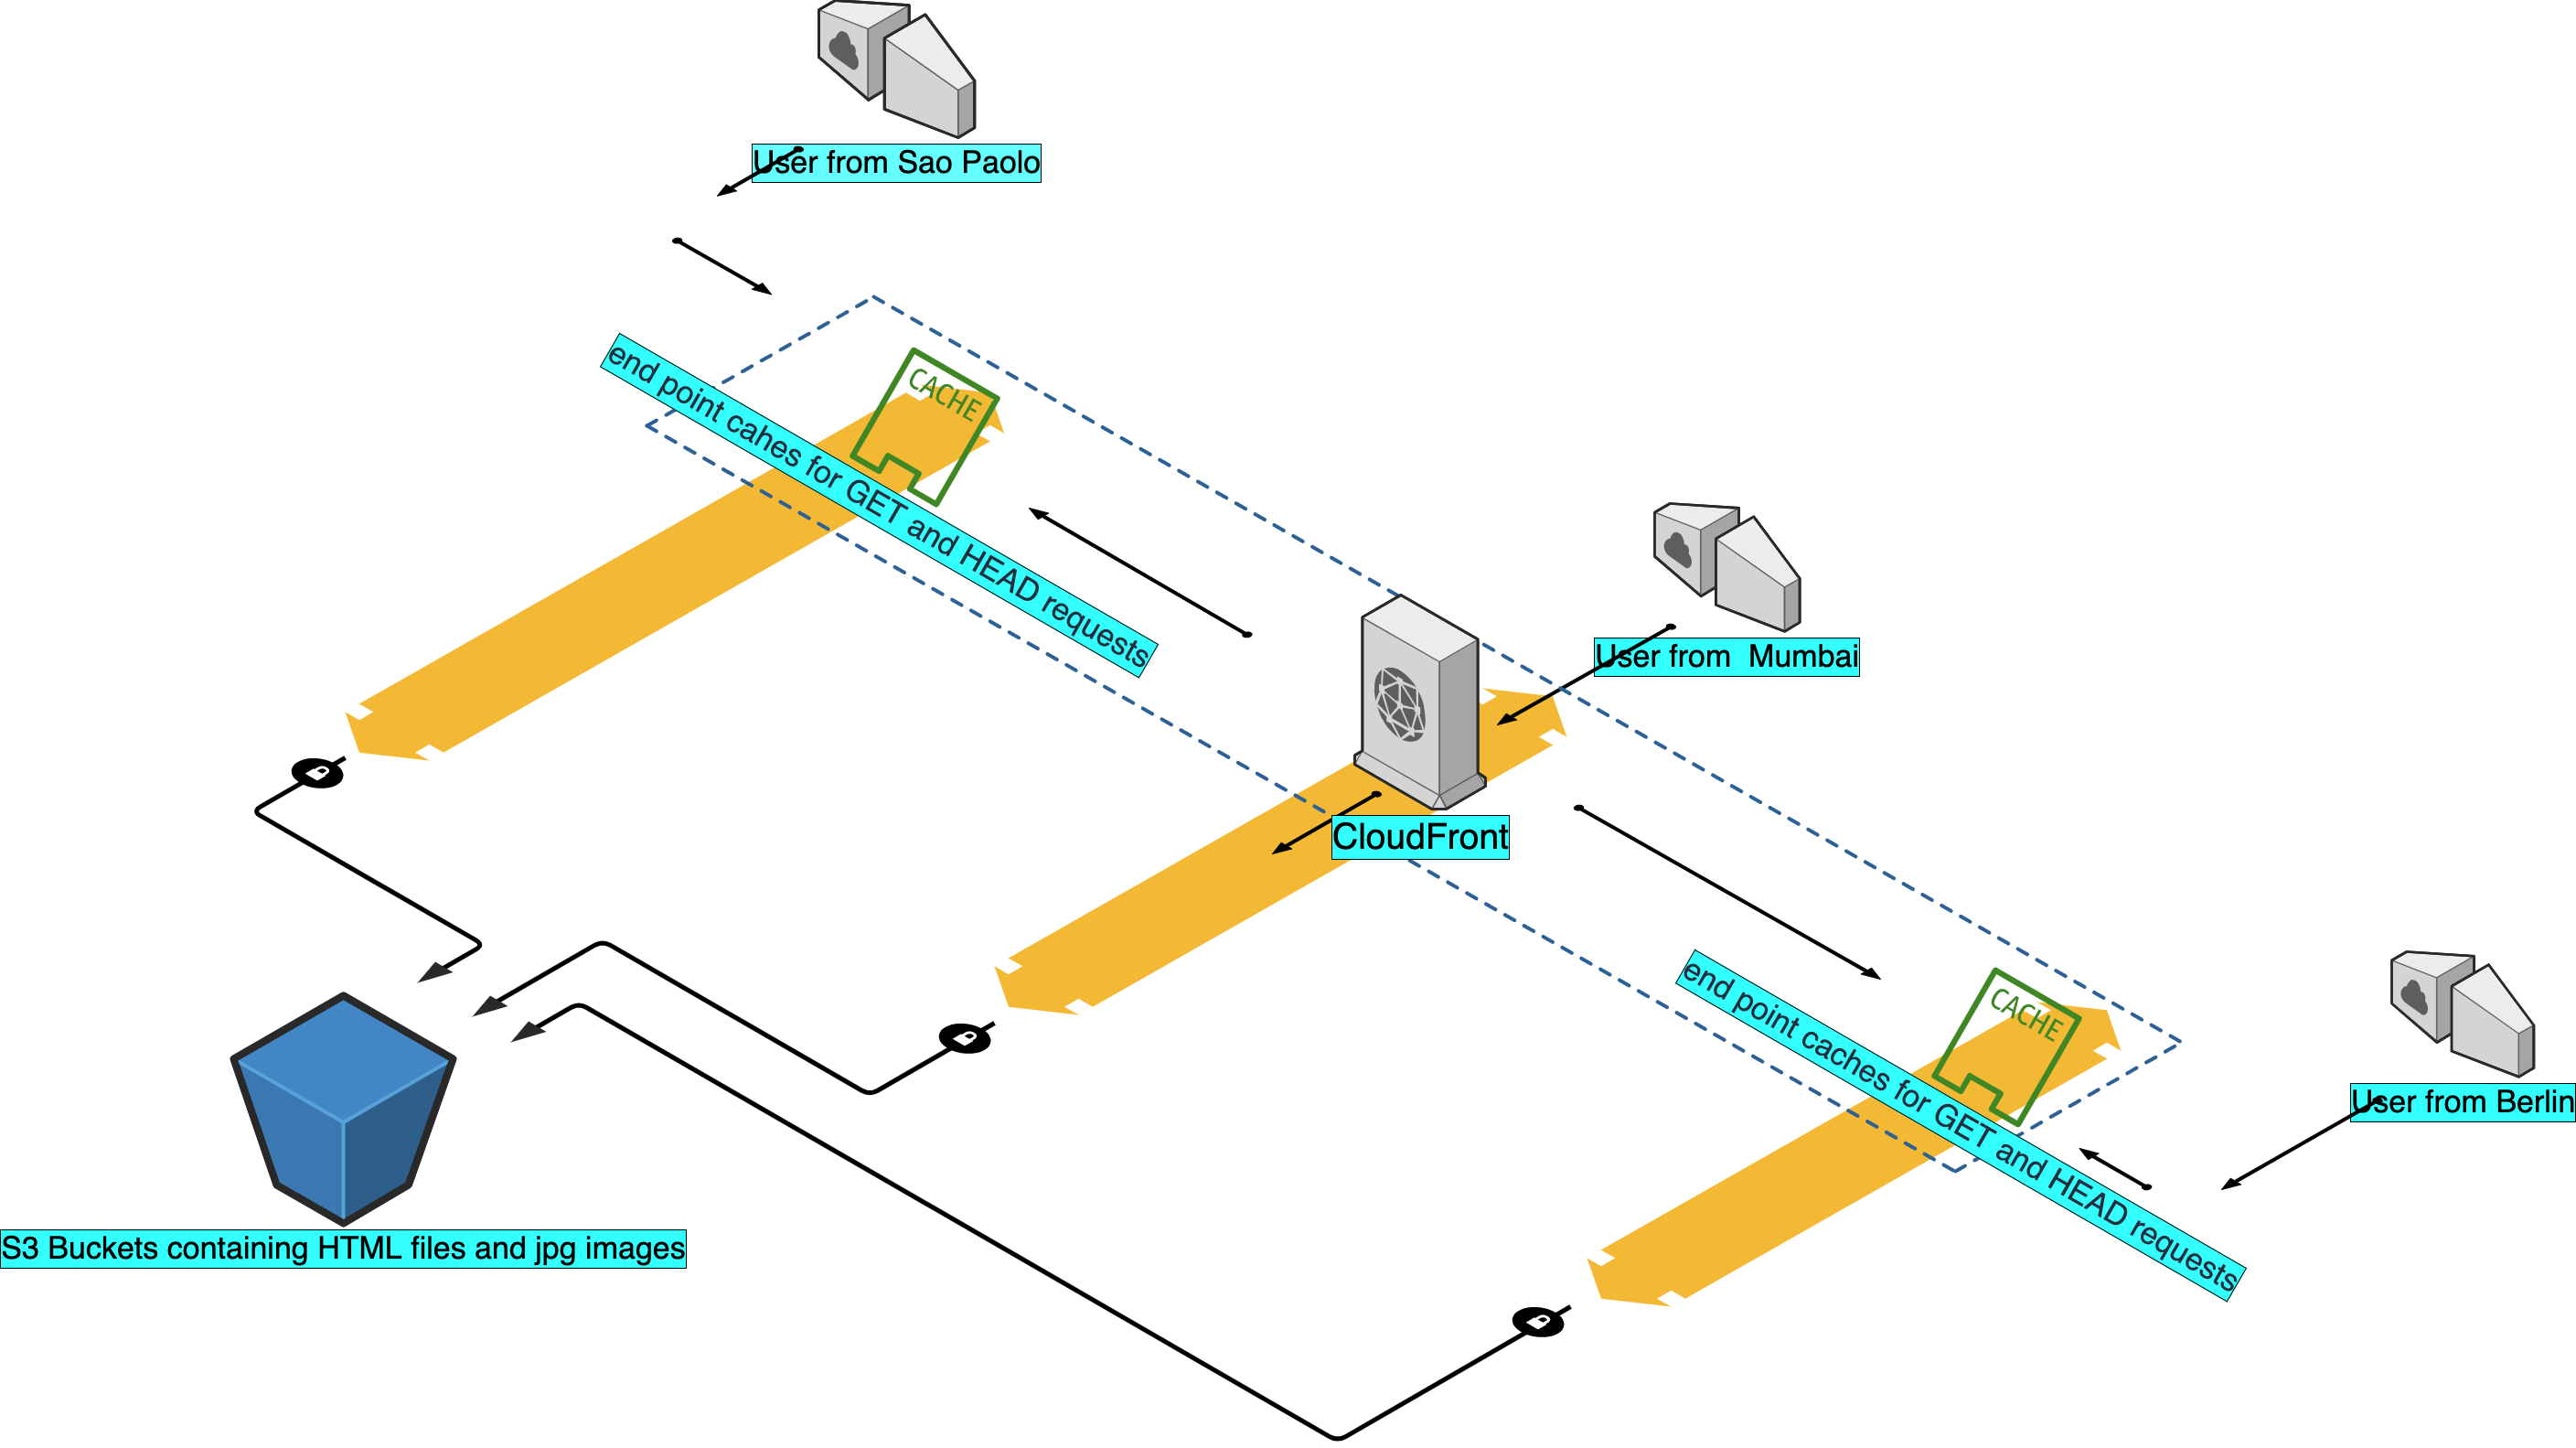 User from Sao Paolo
CACHE
end point cahes for GET and HEAD requests
User from  Mumbai
CloudFront
CACHE
end point caches for GET and HEAD requests
User from Berlin
S3 Buckets containing HTML files and jpg images